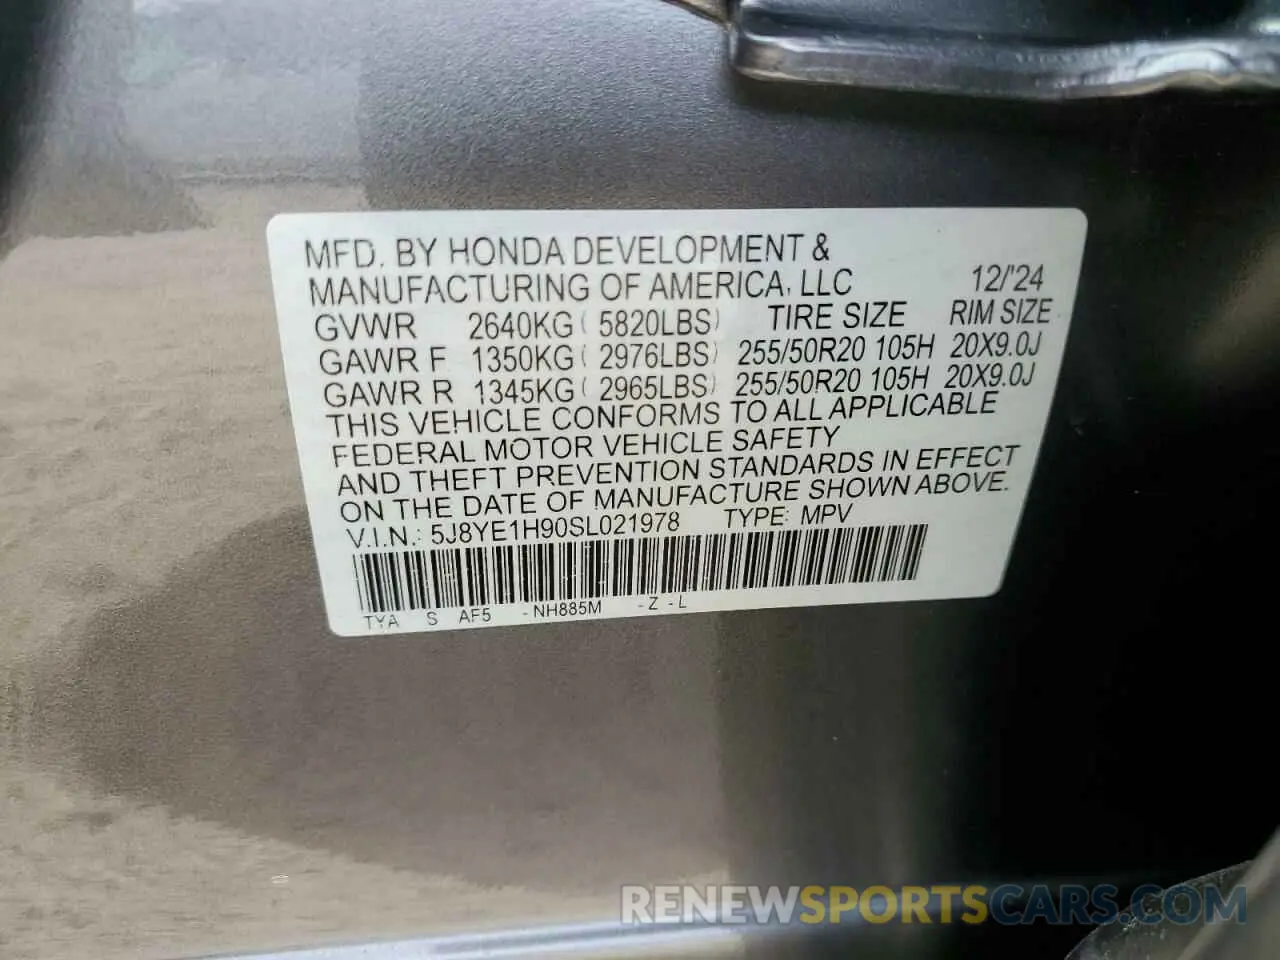 MFD. BY HONDA DEVELOPMENT &
MANUFACTURING OF AMERICA, LLC 12/'24
GVWR 2640KG ( 5820LBS) TIRE SIZE RIM SIZE
GAWR F 1350KG ( 2976LBS) 255/50R20 105H 20X9.0J
GAWR R 1345KG ( 2965LBS) 255/50R20 105H 20X9.0J
THIS VEHICLE CONFORMS TO ALL APPLICABLE
FEDERAL MOTOR VEHICLE SAFETY
AND THEFT PREVENTION STANDARDS IN EFFECT
ON THE DATE OF MANUFACTURE SHOWN ABOVE.
V.I.N.: 5J8YE1H90SL021978 TYPE: MPV
TYA S AF5 -NH885M -Z -L
RENEWSPORTSCARS.COM